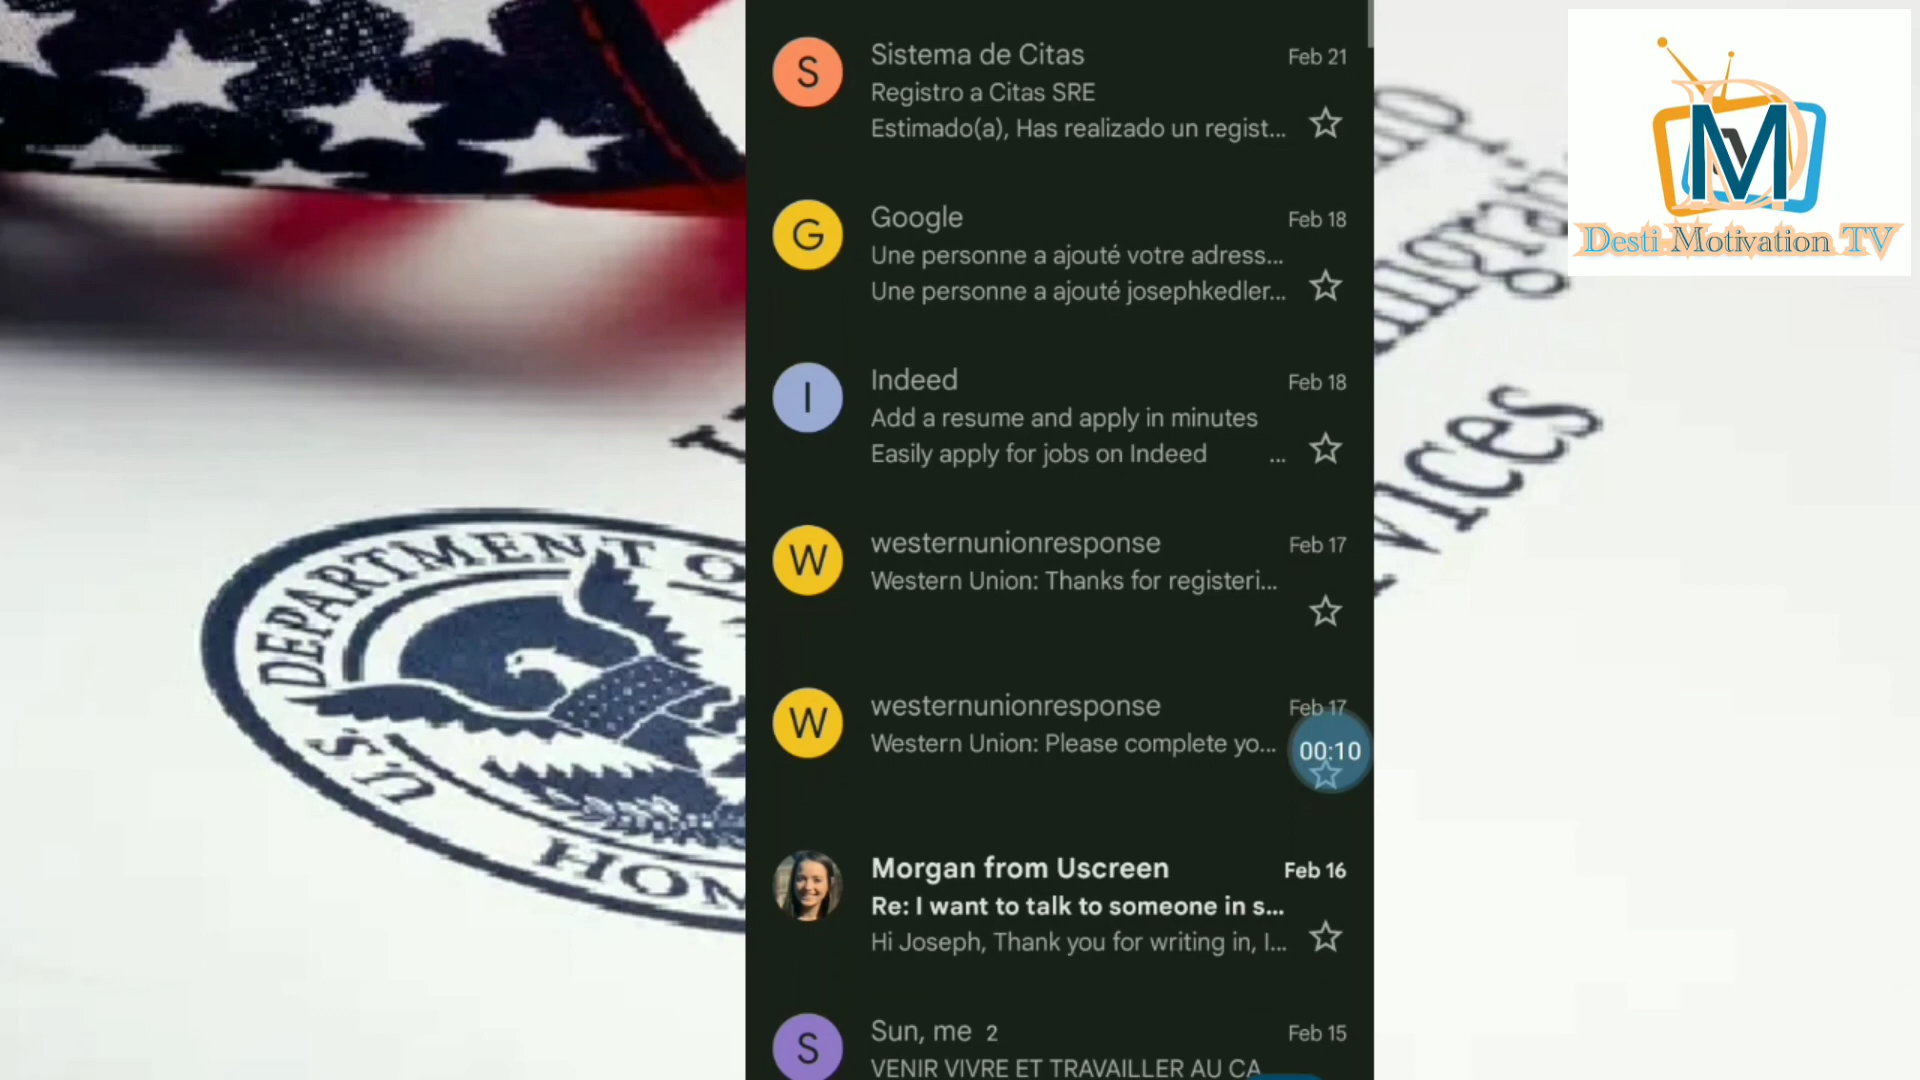 S
Sistema de Citas
Feb 21
Registro a Citas SRE
Estimado(a), Has realizado un regist...
G
Google
Feb 18
Une personne a ajouté votre adress...
Une personne a ajouté josephkedler...
I
Indeed
Feb 18
Add a resume and apply in minutes
Easily apply for jobs on Indeed ...
W
westernunionresponse
Feb 17
Western Union: Thanks for registeri...
W
westernunionresponse
Feb 17
Western Union: Please complete yo...
00:10
Morgan from Uscreen
Feb 16
Re: I want to talk to someone in s...
Hi Joseph, Thank you for writing in, I...
S
Sun, me 2
Feb 15
VENIR VIVRE ET TRAVAILLER AU CA
M
Desti Motivation TV
DEPARTMENT O
U.S.
HOM